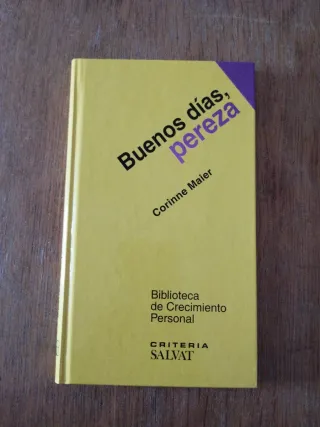 Buenos días,
pereza
Corinne Maier
Biblioteca
de Crecimiento
Personal
CRITERIA
SALVAT